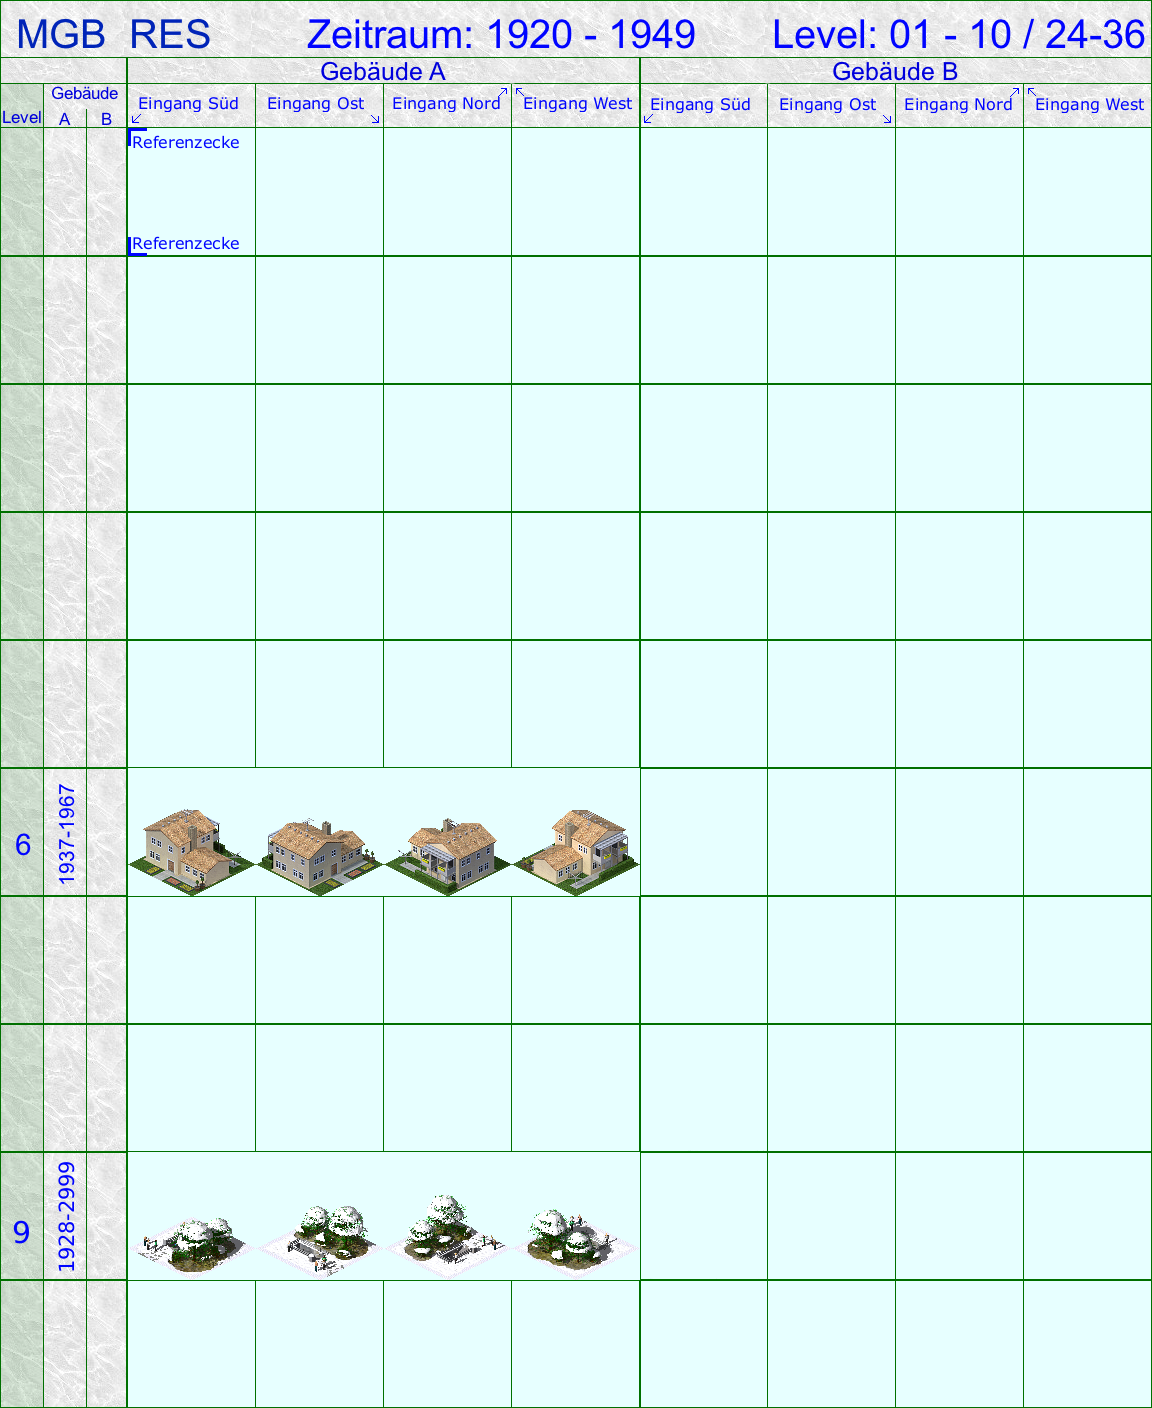 MGB RES Zeitraum: 1920 - 1949 Level: 01 - 10 / 24-36
Gebäude A Gebäude B
Level Gebäude A B Eingang Süd Eingang Ost Eingang Nord Eingang West Eingang Süd Eingang Ost Eingang Nord Eingang West
Referenzecke
Referenzecke
6 1937-1967
9 1928-2999